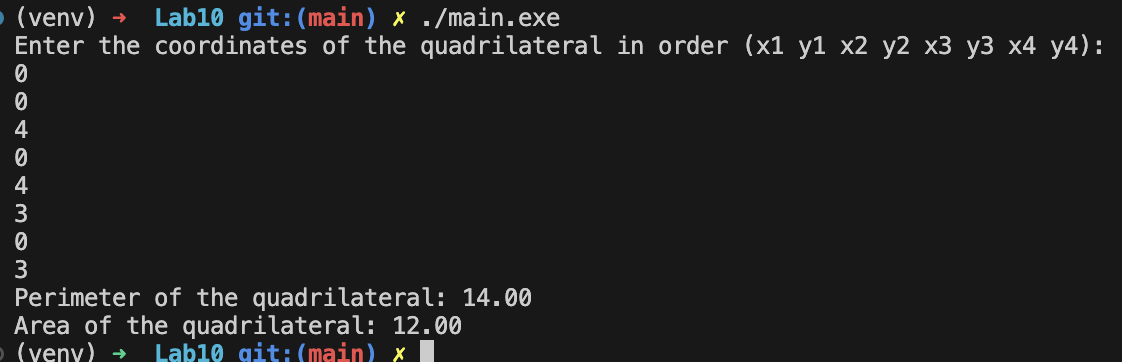 (venv) ➜ Lab10 git:(main) ✗ ./main.exe
Enter the coordinates of the quadrilateral in order (x1 y1 x2 y2 x3 y3 x4 y4):
0
0
4
0
4
3
0
3
Perimeter of the quadrilateral: 14.00
Area of the quadrilateral: 12.00
(venv) ➜ Lab10 git:(main) ✗